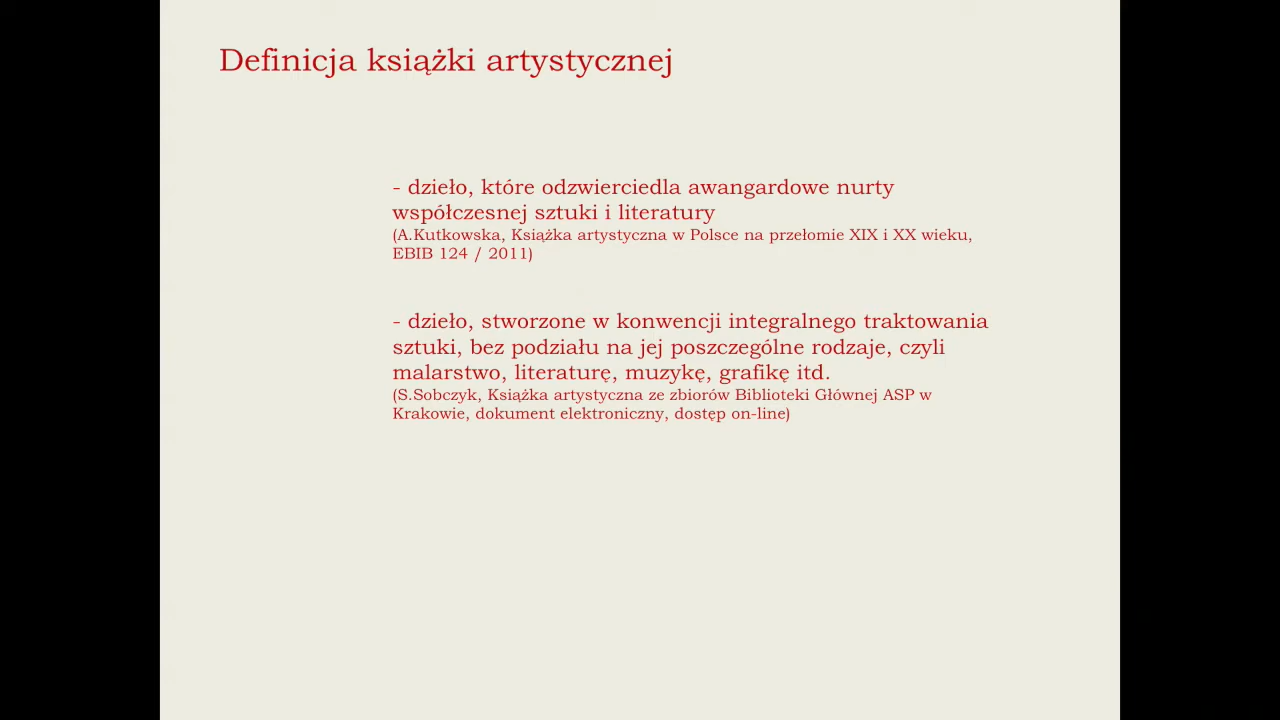 Definicja książki artystycznej
- dzieło, które odzwierciedla awangardowe nurty
współczesnej sztuki i literatury
(A.Kutkowska, Książka artystyczna w Polsce na przełomie XIX i XX wieku,
EBIB 124 / 2011)
- dzieło, stworzone w konwencji integralnego traktowania
sztuki, bez podziału na jej poszczególne rodzaje, czyli
malarstwo, literaturę, muzykę, grafikę itd.
(S.Sobczyk, Książka artystyczna ze zbiorów Biblioteki Głównej ASP w
Krakowie, dokument elektroniczny, dostęp on-line)